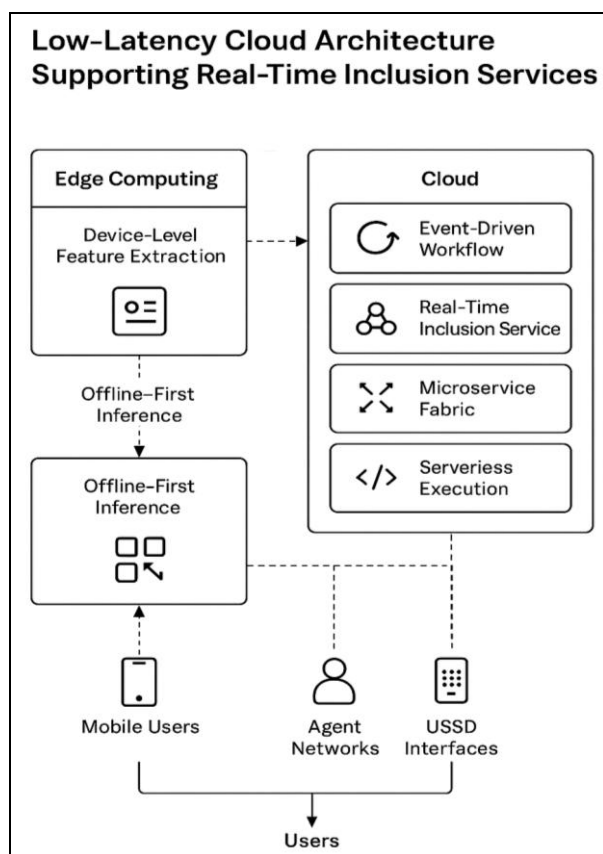 Low-Latency Cloud Architecture
Supporting Real-Time Inclusion Services
Edge Computing
Device-Level
Feature Extraction
Offline-First
Inference
Offline-First
Inference
Cloud
Event-Driven
Workflow
Real-Time
Inclusion Service
Microservice
Fabric
</>
Serveriess
Execution
Mobile Users
Agent
Networks
USSD
Interfaces
Users